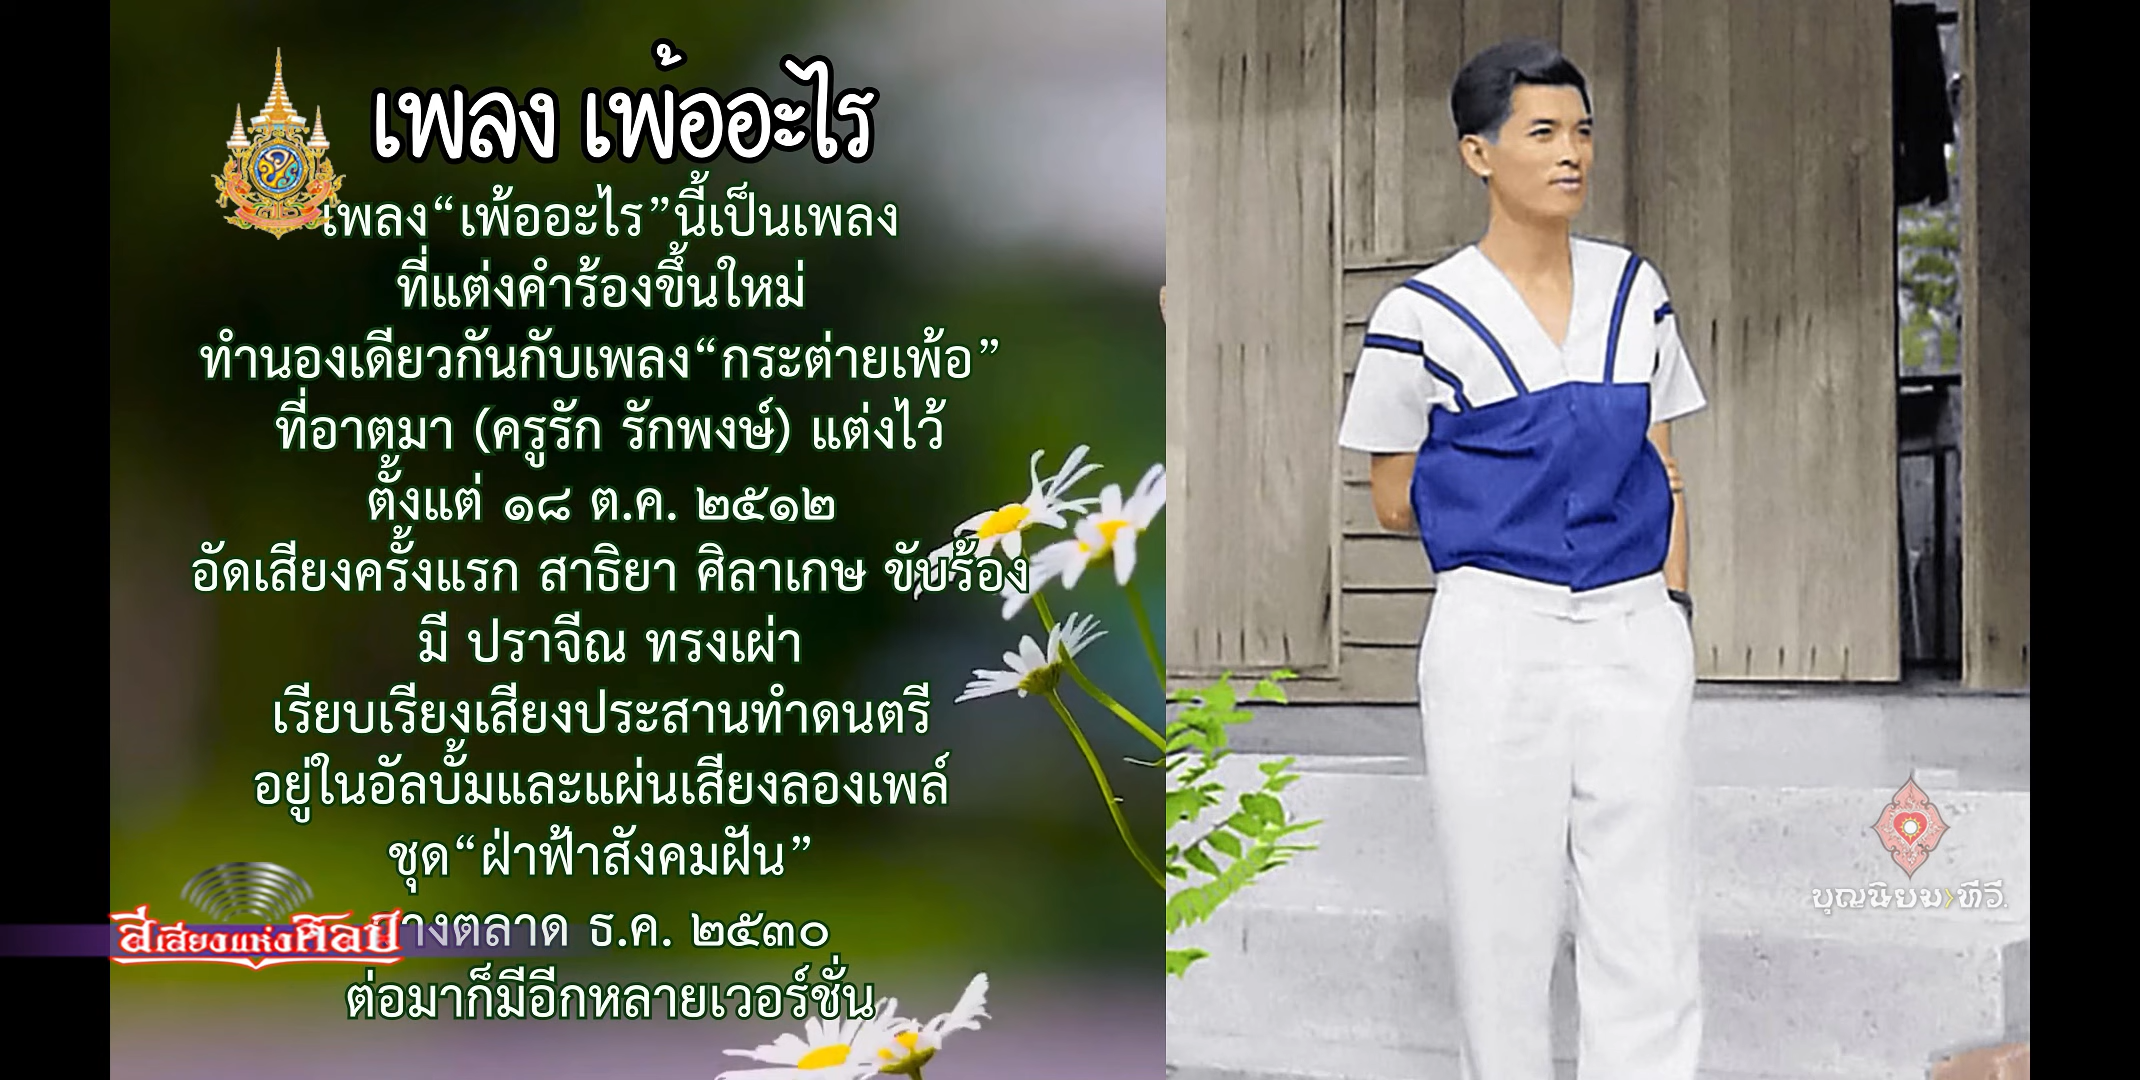 เพลง เพ้ออะไร
เพลง“เพ้ออะไร”นี้เป็นเพลง
ที่แต่งคำร้องขึ้นใหม่
ทำนองเดียวกันกับเพลง“กระต่ายเพ้อ”
ที่อาตมา (ครูรัก รักพงษ์) แต่งไว้
ตั้งแต่ ๑๘ ต.ค. ๒๕๑๒
อัดเสียงครั้งแรก สาธิยา ศิลาเกษ ขับร้อง
มี ปราจีณ ทรงเผ่า
เรียบเรียงเสียงประสานทำดนตรี
อยู่ในอัลบั้มและแผ่นเสียงลองเพล์
ชุด“ฝ่าฟ้าสังคมฝัน”
ธ.ค. ๒๕๓๐
ต่อมาก็มีอีกหลายเวอร์ชั่น
สีเสียงแห่งศิลป์
บุญนิยมทีวี